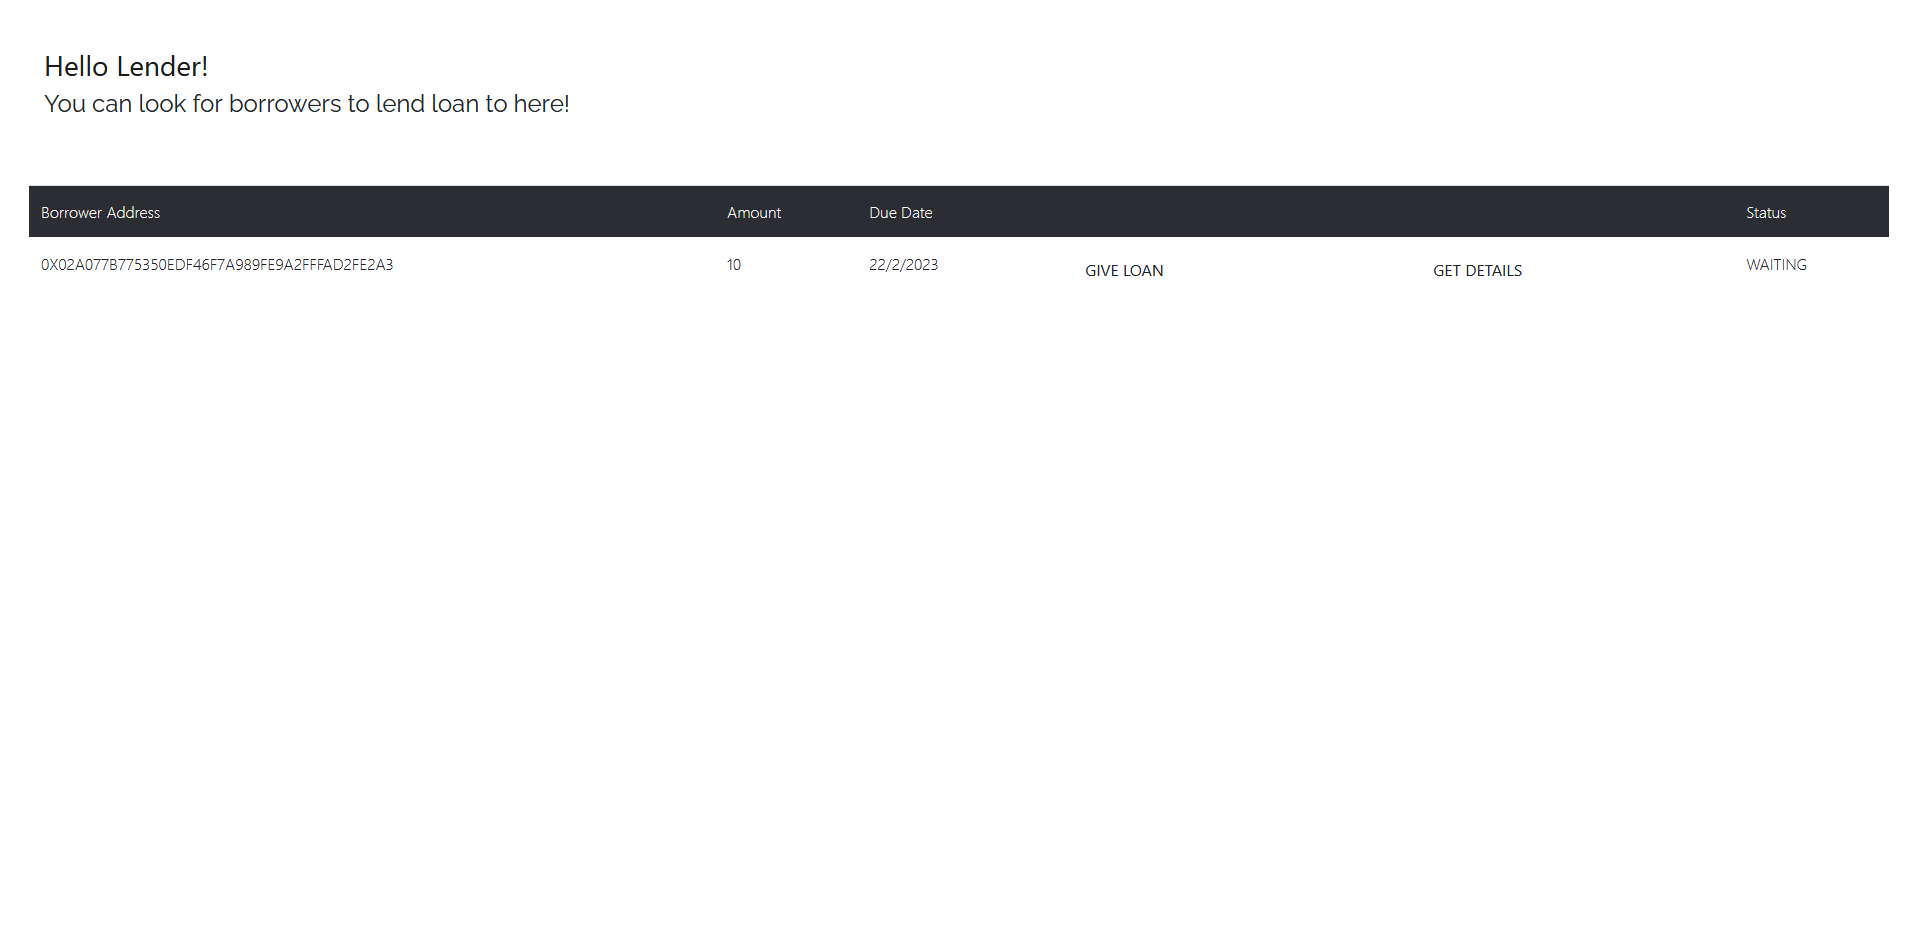 Hello Lender!
You can look for borrowers to lend loan to here!
Borrower Address Amount Due Date Status
0X02A077B775350EDF46F7A989FE9A2FFFAD2FE2A3 10 22/2/2023 GIVE LOAN GET DETAILS WAITING